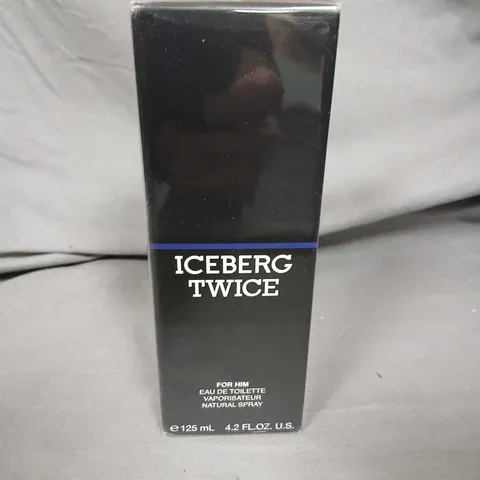 ICEBERG
TWICE
FOR HIM
EAU DE TOILETTE
VAPORISATEUR
NATURAL SPRAY
℮ 125 mL 4.2 FL.OZ. U.S.